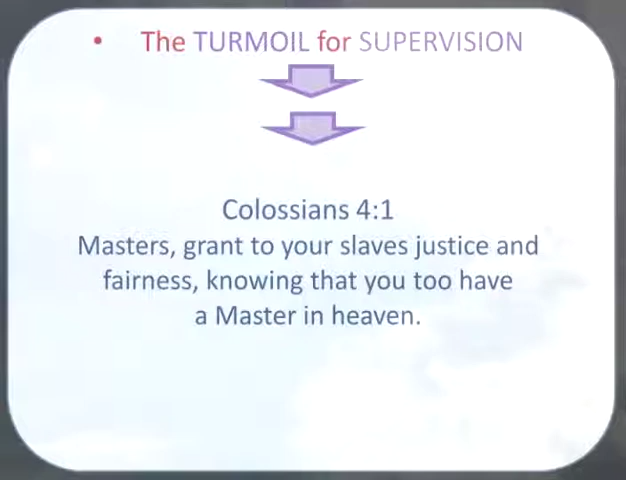 • The TURMOIL for SUPERVISION
Colossians 4:1
Masters, grant to your slaves justice and
fairness, knowing that you too have
a Master in heaven.